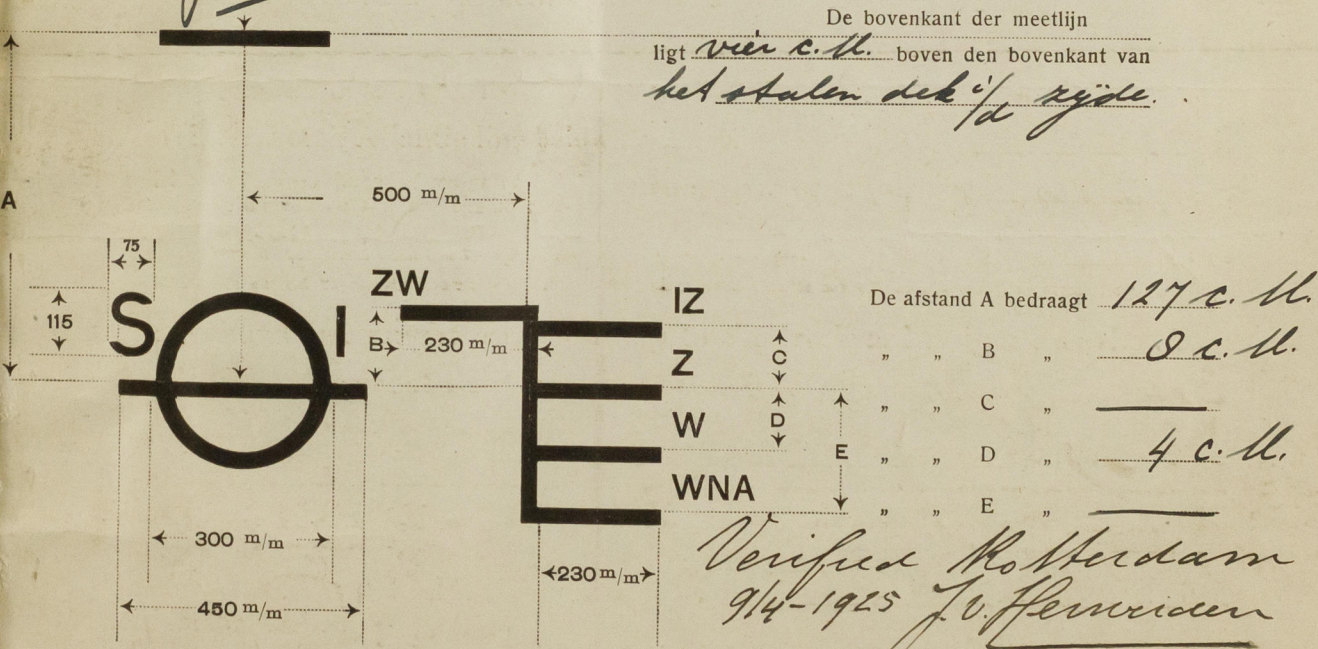 De bovenkant der meetlijn
ligt vier c.M. boven den bovenkant van
het stalen dek i/d zijde.
A
500 m/m
75
115
S I
ZW
B
230 m/m
IZ
Z
W
WNA
C
D
E
300 m/m
450 m/m
230 m/m
De afstand A bedraagt 127 c.M.
„ „ B „ 8 c.M.
„ „ C „ ———
„ „ D „ 4 c.M.
„ „ E „ ———
Verified Rotterdam
9/4-1925 J.V.